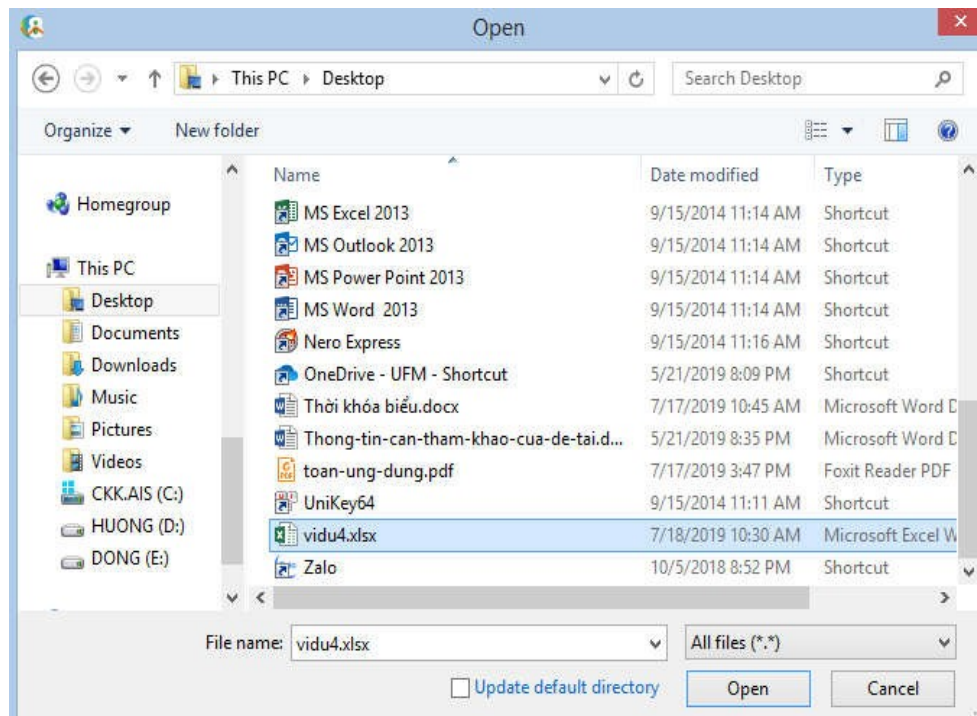 Open
This PC Desktop Search Desktop
Organize New folder
Name Date modified Type
Homegroup
This PC
Desktop
Documents
Downloads
Music
Pictures
Videos
CKK.AIS (C:)
HUONG (D:)
DONG (E:)
MS Excel 2013 9/15/2014 11:14 AM Shortcut
MS Outlook 2013 9/15/2014 11:14 AM Shortcut
MS Power Point 2013 9/15/2014 11:14 AM Shortcut
MS Word 2013 9/15/2014 11:14 AM Shortcut
Nero Express 9/15/2014 11:16 AM Shortcut
OneDrive - UFM - Shortcut 5/21/2019 8:09 PM Shortcut
Thời khóa biểu.docx 7/17/2019 10:45 AM Microsoft Word D
Thong-tin-can-tham-khao-cua-de-tai.d... 5/21/2019 8:35 PM Microsoft Word D
toan-ung-dung.pdf 7/17/2019 3:47 PM Foxit Reader PDF
UniKey64 9/15/2014 11:11 AM Shortcut
vidu4.xlsx 7/18/2019 10:30 AM Microsoft Excel W
Zalo 10/5/2018 8:52 PM Shortcut
File name: vidu4.xlsx All files (*.*)
Update default directory Open Cancel